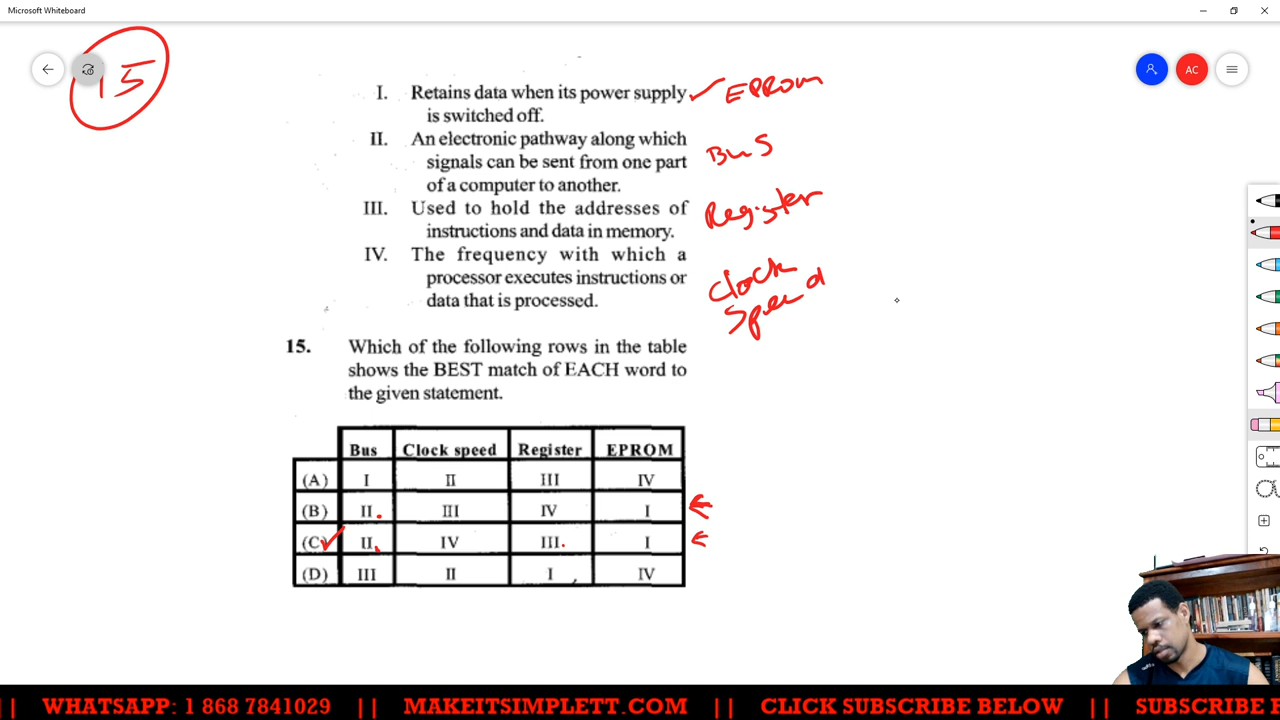 Microsoft Whiteboard
15
AC
I. Retains data when its power supply
is switched off.
EPROM
II. An electronic pathway along which
signals can be sent from one part
of a computer to another.
Bus
III. Used to hold the addresses of
instructions and data in memory.
Register
IV. The frequency with which a
processor executes instructions or
data that is processed.
Clock
Speed
15. Which of the following rows in the table
shows the BEST match of EACH word to
the given statement.
Bus Clock speed Register EPROM
(A) I II III IV
(B) II III IV I
(C) II IV III I
(D) III II I IV
|| WHATSAPP: 1 868 7841029 || MAKEITSIMPLETT.COM || CLICK SUBSCRIBE BELOW || SUBSCRIBE